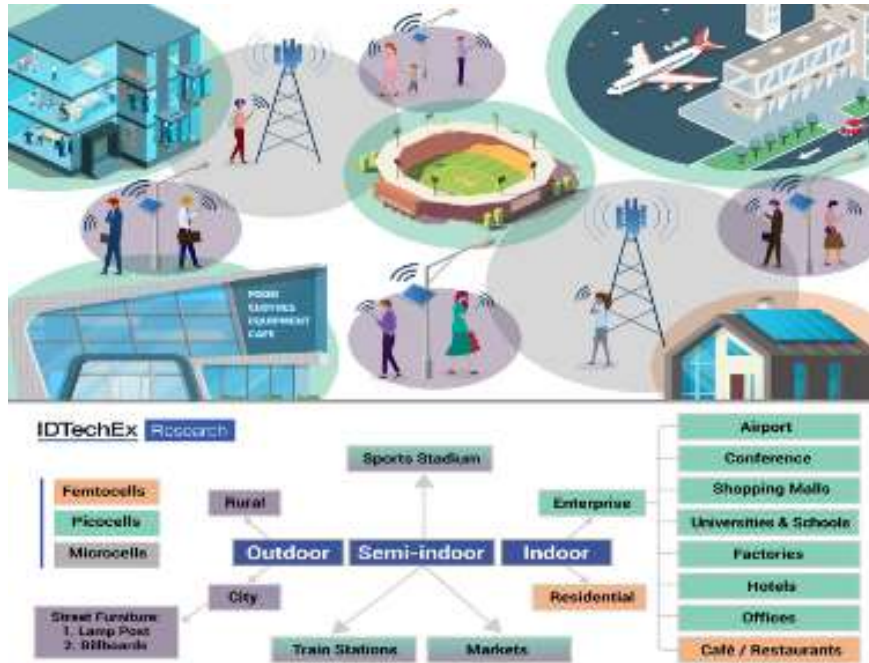 FOOD
CLOTHES
EQUIPMENT
CAFE
IDTechEx Research
Femtocells
Picocells
Microcells
Sports Stadium
Rural
Outdoor
Semi-indoor
Indoor
City
Street Furniture:
1. Lamp Post
2. Billboards
Train Stations
Markets
Enterprise
Residential
Airport
Conference
Shopping Malls
Universities & Schools
Factories
Hotels
Offices
Café / Restaurants